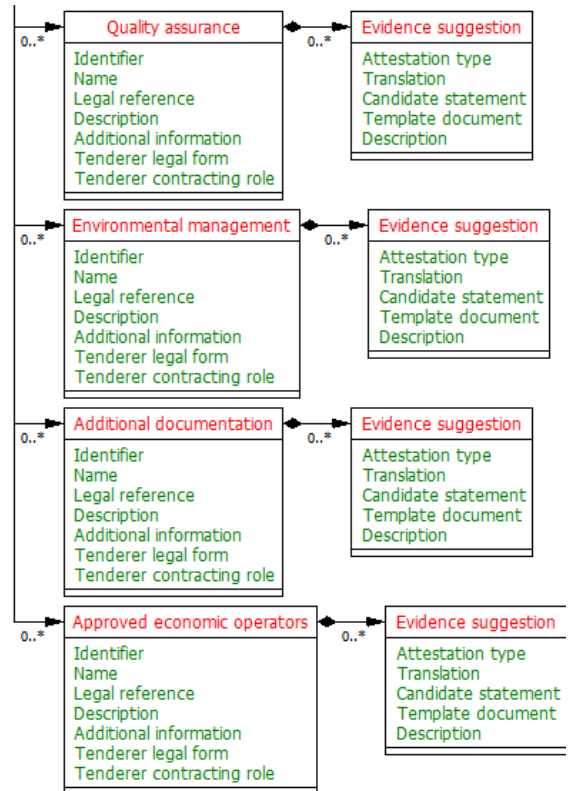 Quality assurance
0..*
Identifier
Name
Legal reference
Description
Additional information
Tenderer legal form
Tenderer contracting role
0..*
Evidence suggestion
Attestation type
Translation
Candidate statement
Template document
Description
Environmental management
0..*
Identifier
Name
Legal reference
Description
Additional information
Tenderer legal form
Tenderer contracting role
0..*
Evidence suggestion
Attestation type
Translation
Candidate statement
Template document
Description
Additional documentation
0..*
Identifier
Name
Legal reference
Description
Additional information
Tenderer legal form
Tenderer contracting role
0..*
Evidence suggestion
Attestation type
Translation
Candidate statement
Template document
Description
Approved economic operators
0..*
Identifier
Name
Legal reference
Description
Additional information
Tenderer legal form
Tenderer contracting role
0..*
Evidence suggestion
Attestation type
Translation
Candidate statement
Template document
Description